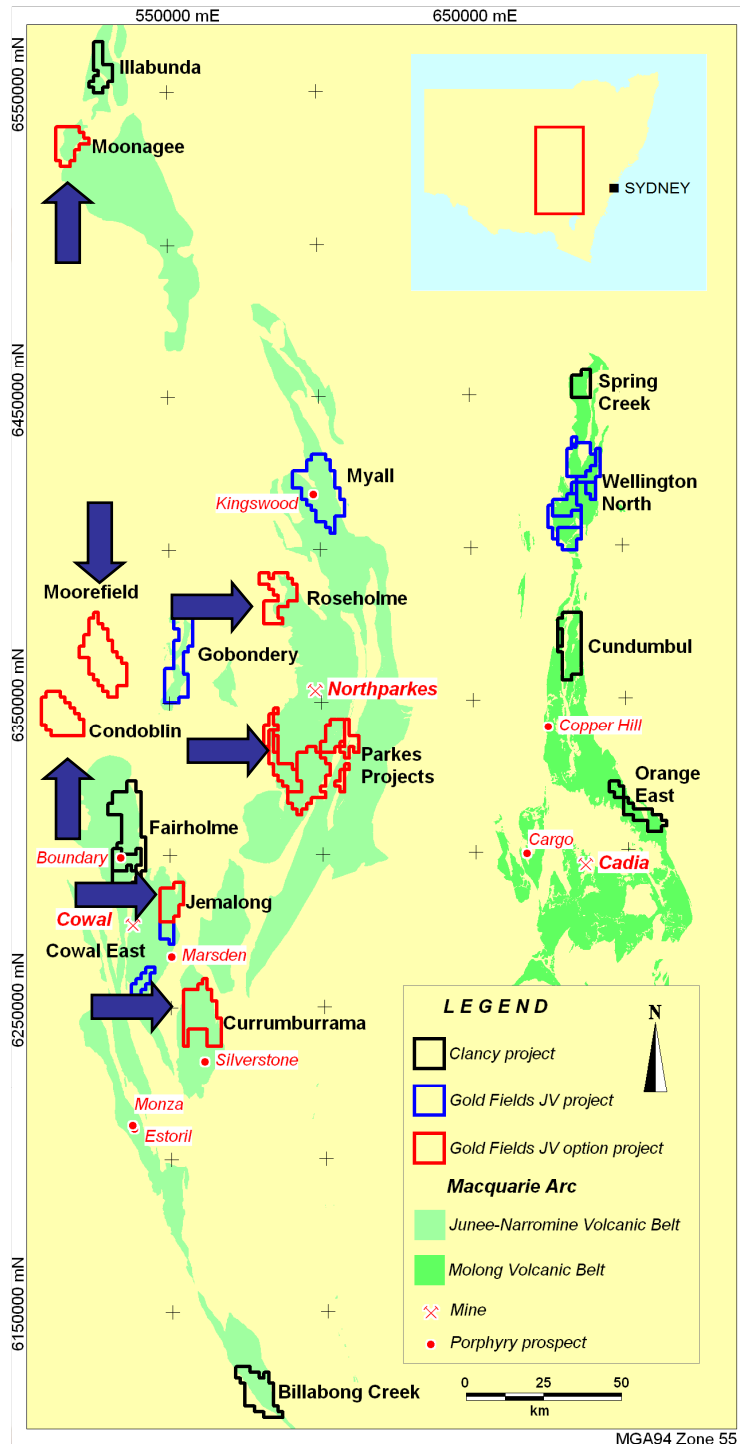 550000 mE
650000 mE
6550000 mN
Illabunda
Moonagee
SYDNEY
6450000 mN
Spring
Creek
Myall
Kingswood
Wellington
North
Moorefield
Roseholme
Gobondery
Cundumbul
6350000 mN
Northparkes
Condoblin
Copper Hill
Parkes
Projects
Orange
East
Fairholme
Boundary
Cargo
Cadia
Jemalong
Cowal
Cowal East
Marsden
6250000 mN
Currumburrama
Silverstone
Monza
Estoril
LEGEND
N
Clancy project
Gold Fields JV project
Gold Fields JV option project
Macquarie Arc
Junee-Narromine Volcanic Belt
Molong Volcanic Belt
Mine
Porphyry prospect
6150000 mN
Billabong Creek
0 25 50
km
MGA94 Zone 55